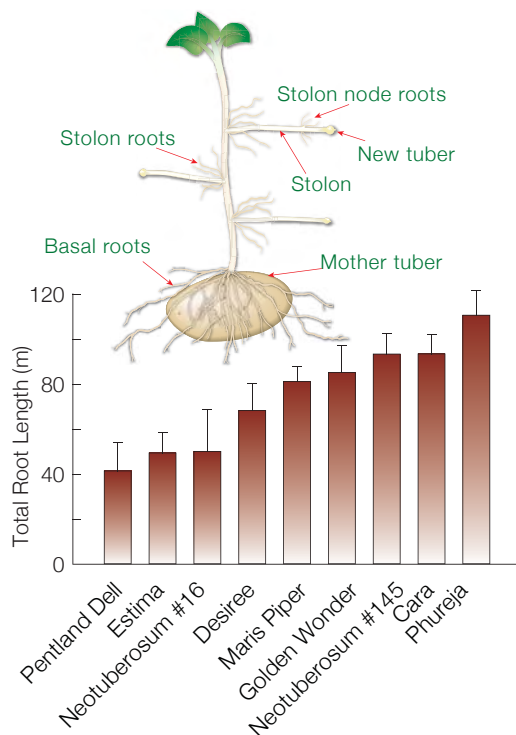 Stolon node roots
Stolon roots
New tuber
Stolon
Basal roots
Mother tuber
Total Root Length (m)
120
80
40
0
Pentland Dell
Estima
Neotuberosum #16
Desiree
Maris Piper
Golden Wonder
Neotuberosum #145
Cara
Phureja